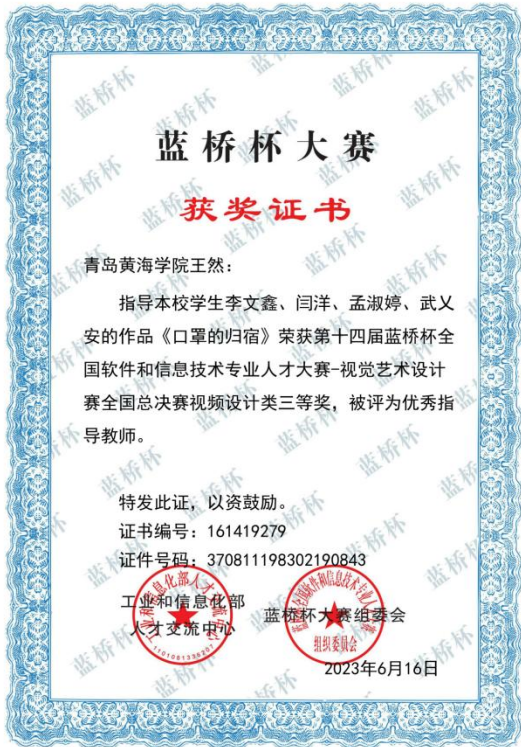 蓝桥杯大赛
获奖证书
青岛黄海学院王然：
指导本校学生李文鑫、闫洋、孟淑婷、武乂
安的作品《口罩的归宿》荣获第十四届蓝桥杯全
国软件和信息技术专业人才大赛-视觉艺术设计
赛全国总决赛视频设计类三等奖，被评为优秀指
导教师。
特发此证，以资鼓励。
证书编号：161419279
证件号码：370811198302190843
工业和信息化部
人才交流中心
蓝桥杯大赛组委会
组织委员会
2023年6月16日